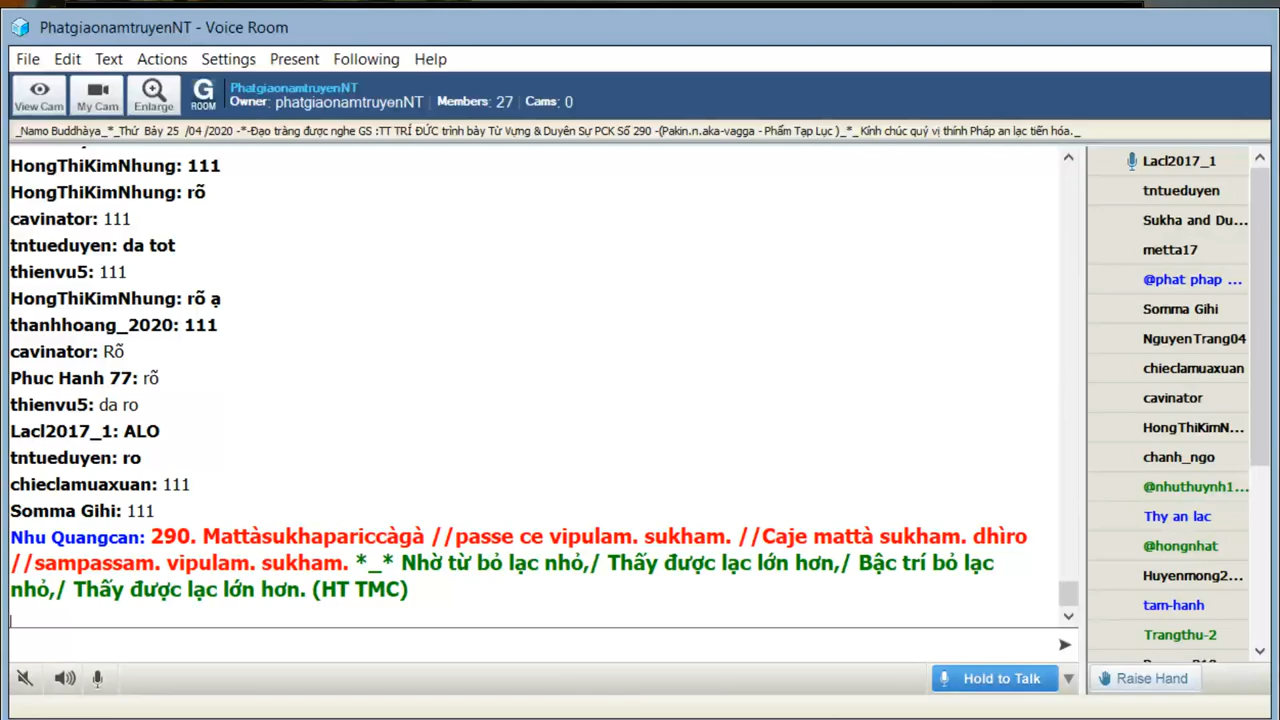 PhatgiaonamtruyenNT - Voice Room
File Edit Text Actions Settings Present Following Help
View Cam My Cam Enlarge G ROOM
PhatgiaonamtruyenNT
Owner: phatgiaonamtruyenNT | Members: 27 | Cams: 0
_Namo Buddhàya_*_Thứ Bảy 25 /04 /2020 -*-Đạo tràng được nghe GS :TT TRÍ ĐỨC trình bày Từ Vựng & Duyên Sự PCK Số 290 -(Pakin.n.aka-vagga - Phẩm Tạp Lục )_*_ Kính chúc quý vị thính Pháp an lạc tiến hóa._
HongThiKimNhung: 111
HongThiKimNhung: rõ
cavinator: 111
tntueduyen: da tot
thienvu5: 111
HongThiKimNhung: rõ ạ
thanhhoang_2020: 111
cavinator: Rõ
Phuc Hanh 77: rõ
thienvu5: da ro
Lacl2017_1: ALO
tntueduyen: ro
chieclamuaxuan: 111
Somma Gihi: 111
Nhu Quangcan: 290. Mattàsukhapariccàgà //passe ce vipulam. sukham. //Caje mattà sukham. dhìro
//sampassam. vipulam. sukham. *_* Nhờ từ bỏ lạc nhỏ,/ Thấy được lạc lớn hơn,/ Bậc trí bỏ lạc
nhỏ,/ Thấy được lạc lớn hơn. (HT TMC)
Lacl2017_1
tntueduyen
Sukha and Du...
metta17
@phat phap ...
Somma Gihi
NguyenTrang04
chieclamuaxuan
cavinator
HongThiKimN...
chanh_ngo
@nhuthuynh1...
Thy an lac
@hongnhat
Huyenmong2...
tam-hanh
Trangthu-2
Hold to Talk
Raise Hand